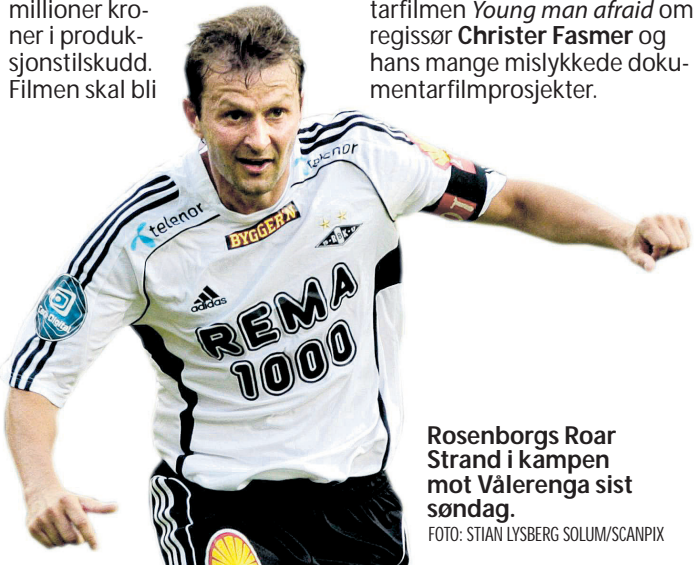 millioner kro-
ner i produk-
sjonstilskudd.
Filmen skal bli
tarfilmen Young man afraid om
regissør Christer Fasmer og
hans mange mislykkede doku-
mentarfilmprosjekter.
telenor
telenor
BYGGER'N
adidas
REMA
1000
Rosenborgs Roar
Strand i kampen
mot Vålerenga sist
søndag.
FOTO: STIAN LYSBERG SOLUM/SCANPIX